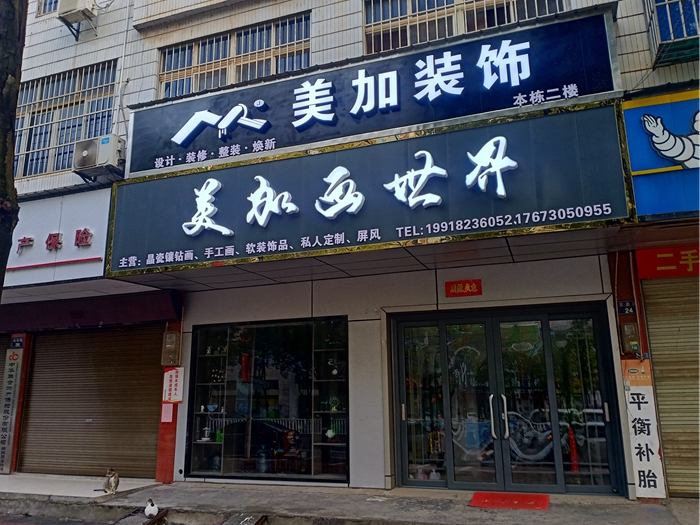 美加装饰
本栋二楼
设计·装修·整装·焕新
美加画世界
TEL:19918236052、17673050955
主营：晶瓷镶钻画、手工画、软装饰品、私人定制、屏风
产保险
二手
24
平衡补胎